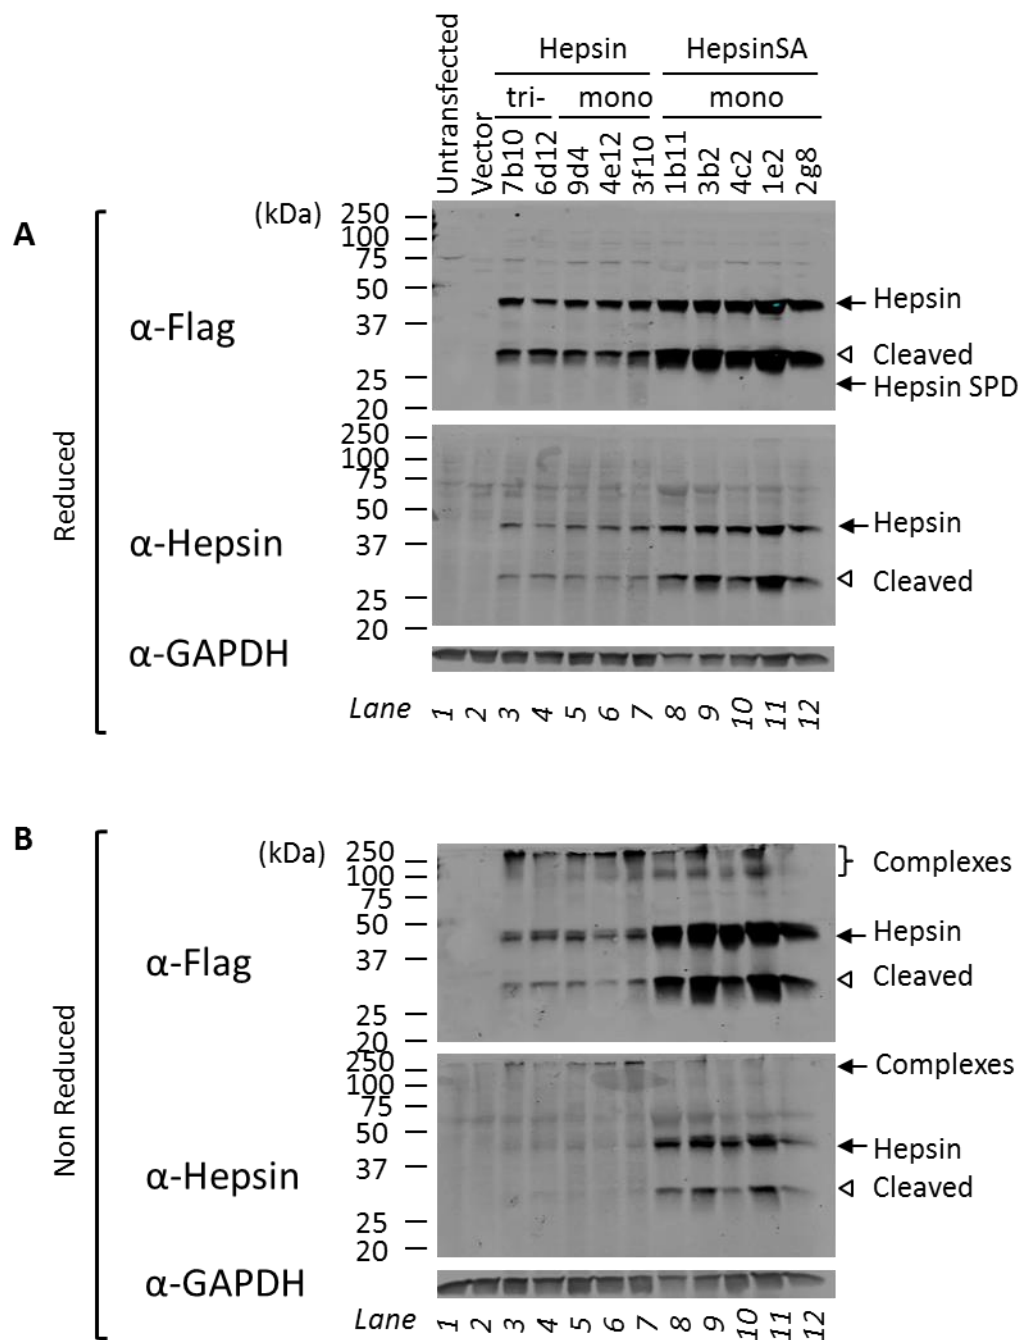 Hepsin HepsinSA
tri- mono mono
Untransfected Vector 7b10 6d12 9d4 4e12 3f10 1b11 3b2 4c2 1e2 2g8
A
(kDa)
250
100
75
50
37
25
20
α-Flag
Hepsin
Cleaved
Hepsin SPD
Reduced
250
100
75
50
37
25
20
α-Hepsin
Hepsin
Cleaved
α-GAPDH
Lane 1 2 3 4 5 6 7 8 9 10 11 12
B
(kDa)
250
100
75
50
37
25
20
α-Flag
Complexes
Hepsin
Cleaved
Non Reduced
250
100
75
50
37
25
20
α-Hepsin
Complexes
Hepsin
Cleaved
α-GAPDH
Lane 1 2 3 4 5 6 7 8 9 10 11 12